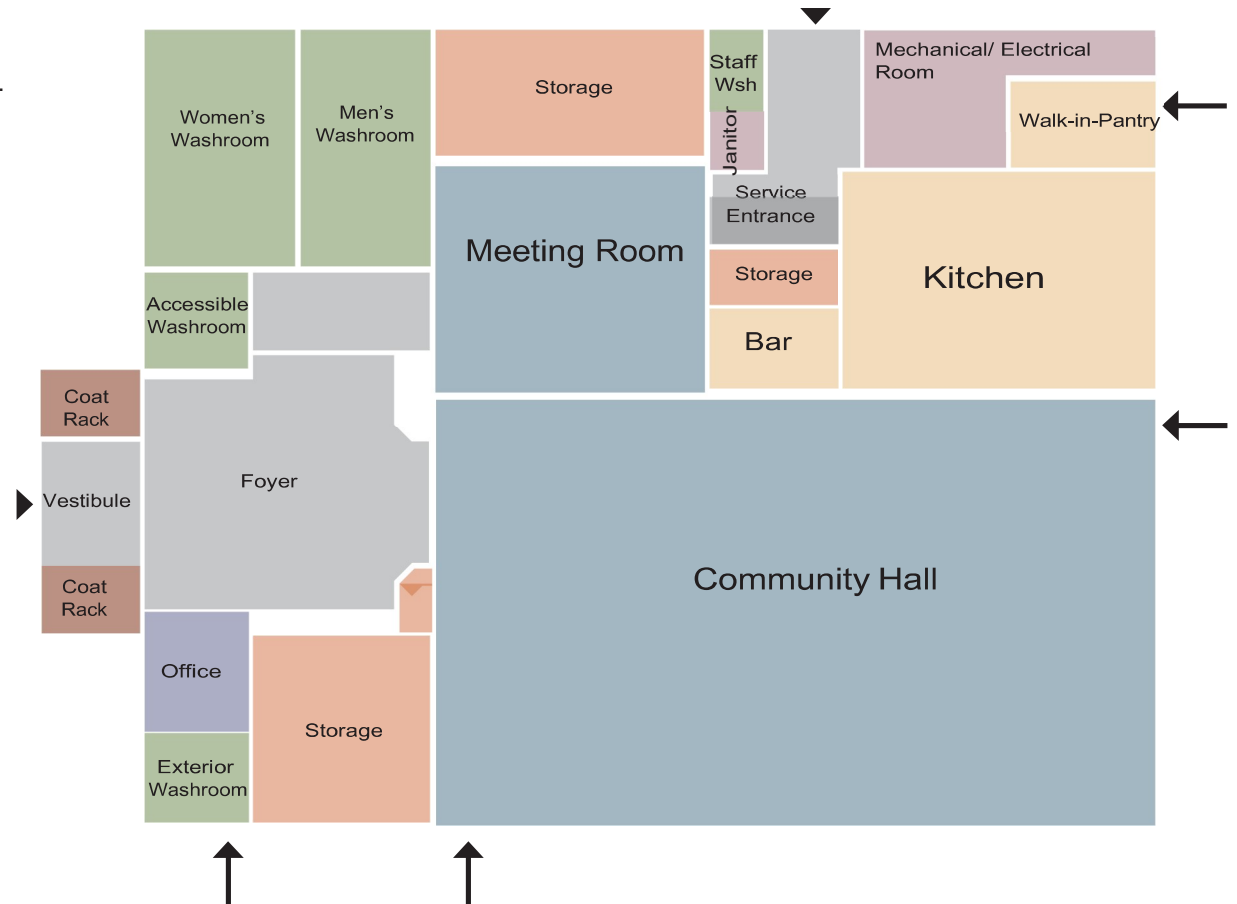 Women's
Washroom
Men's
Washroom
Storage
Staff
Wsh
Janitor
Mechanical/ Electrical
Room
Walk-in-Pantry
Service
Entrance
Meeting Room
Storage
Kitchen
Bar
Accessible
Washroom
Coat
Rack
Vestibule
Foyer
Coat
Rack
Community Hall
Office
Storage
Exterior
Washroom